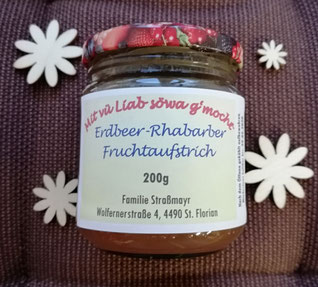 Mit vü Liab söwa g'mocht
Erdbeer-Rhabarber
Fruchtaufstrich
200g
Familie Straßmayr
Wolfernerstraße 4, 4490 St. Florian